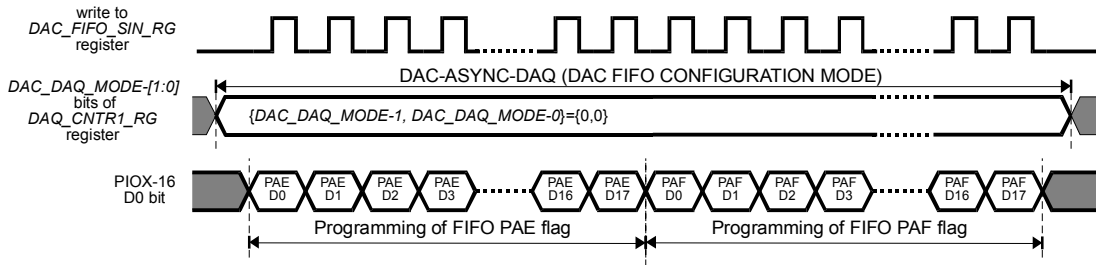 write to
DAC_FIFO_SIN_RG
register
DAC-ASYNC-DAQ (DAC FIFO CONFIGURATION MODE)
DAC_DAQ_MODE-[1:0]
bits of
DAQ_CNTR1_RG
register
{DAC_DAQ_MODE-1, DAC_DAQ_MODE-0}={0,0}
PIOX-16
D0 bit
PAE D0
PAE D1
PAE D2
PAE D3
PAE D16
PAE D17
PAF D0
PAF D1
PAF D2
PAF D3
PAF D16
PAF D17
Programming of FIFO PAE flag
Programming of FIFO PAF flag